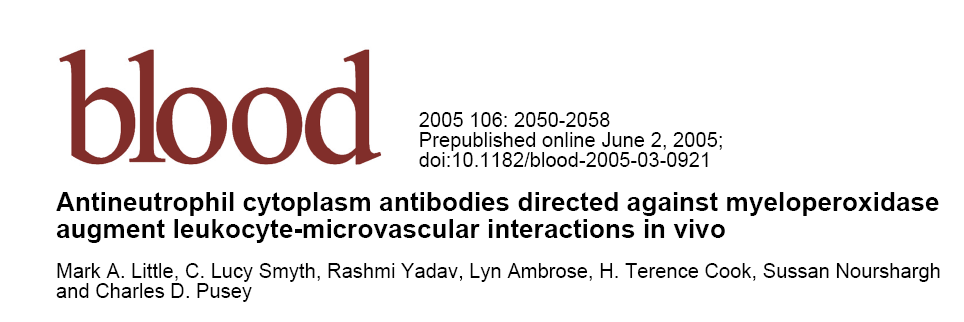 blood
2005 106: 2050-2058
Prepublished online June 2, 2005;
doi:10.1182/blood-2005-03-0921
Antineutrophil cytoplasm antibodies directed against myeloperoxidase
augment leukocyte-microvascular interactions in vivo
Mark A. Little, C. Lucy Smyth, Rashmi Yadav, Lyn Ambrose, H. Terence Cook, Sussan Nourshargh
and Charles D. Pusey